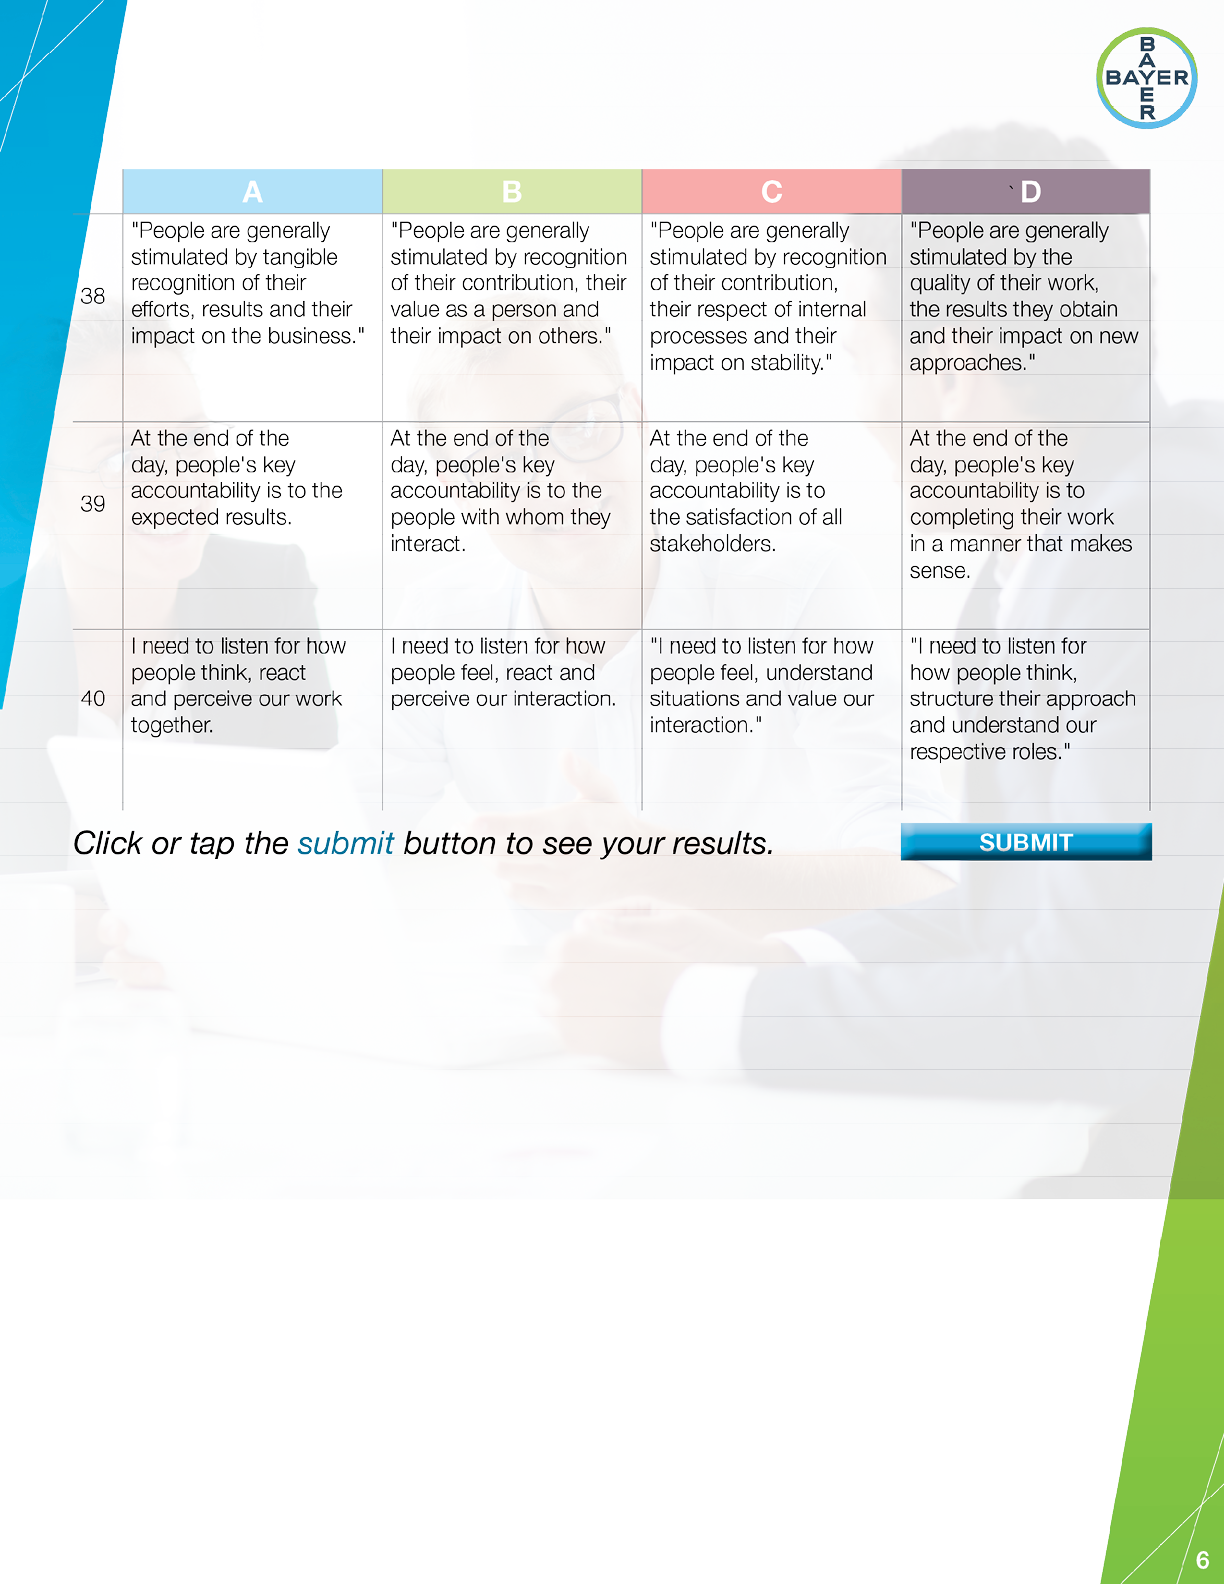 B
A
BAYER
E
R
A
B
C
` D
38
"People are generally
stimulated by tangible
recognition of their
efforts, results and their
impact on the business."
"People are generally
stimulated by recognition
of their contribution, their
value as a person and
their impact on others."
"People are generally
stimulated by recognition
of their contribution,
their respect of internal
processes and their
impact on stability."
"People are generally
stimulated by the
quality of their work,
the results they obtain
and their impact on new
approaches."
39
At the end of the
day, people's key
accountability is to the
expected results.
At the end of the
day, people's key
accountability is to the
people with whom they
interact.
At the end of the
day, people's key
accountability is to
the satisfaction of all
stakeholders.
At the end of the
day, people's key
accountability is to
completing their work
in a manner that makes
sense.
40
I need to listen for how
people think, react
and perceive our work
together.
I need to listen for how
people feel, react and
perceive our interaction.
"I need to listen for how
people feel, understand
situations and value our
interaction."
"I need to listen for
how people think,
structure their approach
and understand our
respective roles."
Click or tap the submit button to see your results.
SUBMIT
6